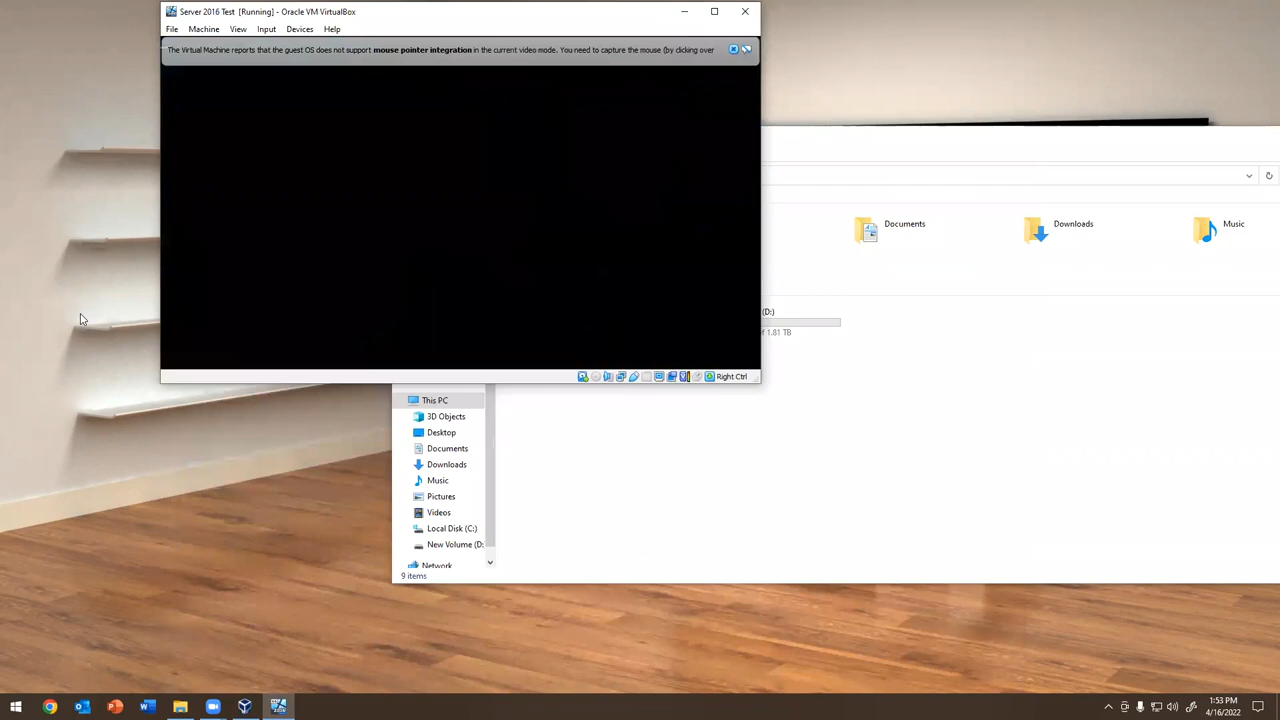 Server 2016 Test [Running] - Oracle VM VirtualBox
File Machine View Input Devices Help
The Virtual Machine reports that the guest OS does not support mouse pointer integration in the current video mode. You need to capture the mouse (by clicking over
Documents
Downloads
Music
(D:)
of 1.81 TB
Right Ctrl
This PC
3D Objects
Desktop
Documents
Downloads
Music
Pictures
Videos
Local Disk (C:)
New Volume (D:
Network
9 items
1:53 PM
4/16/2022